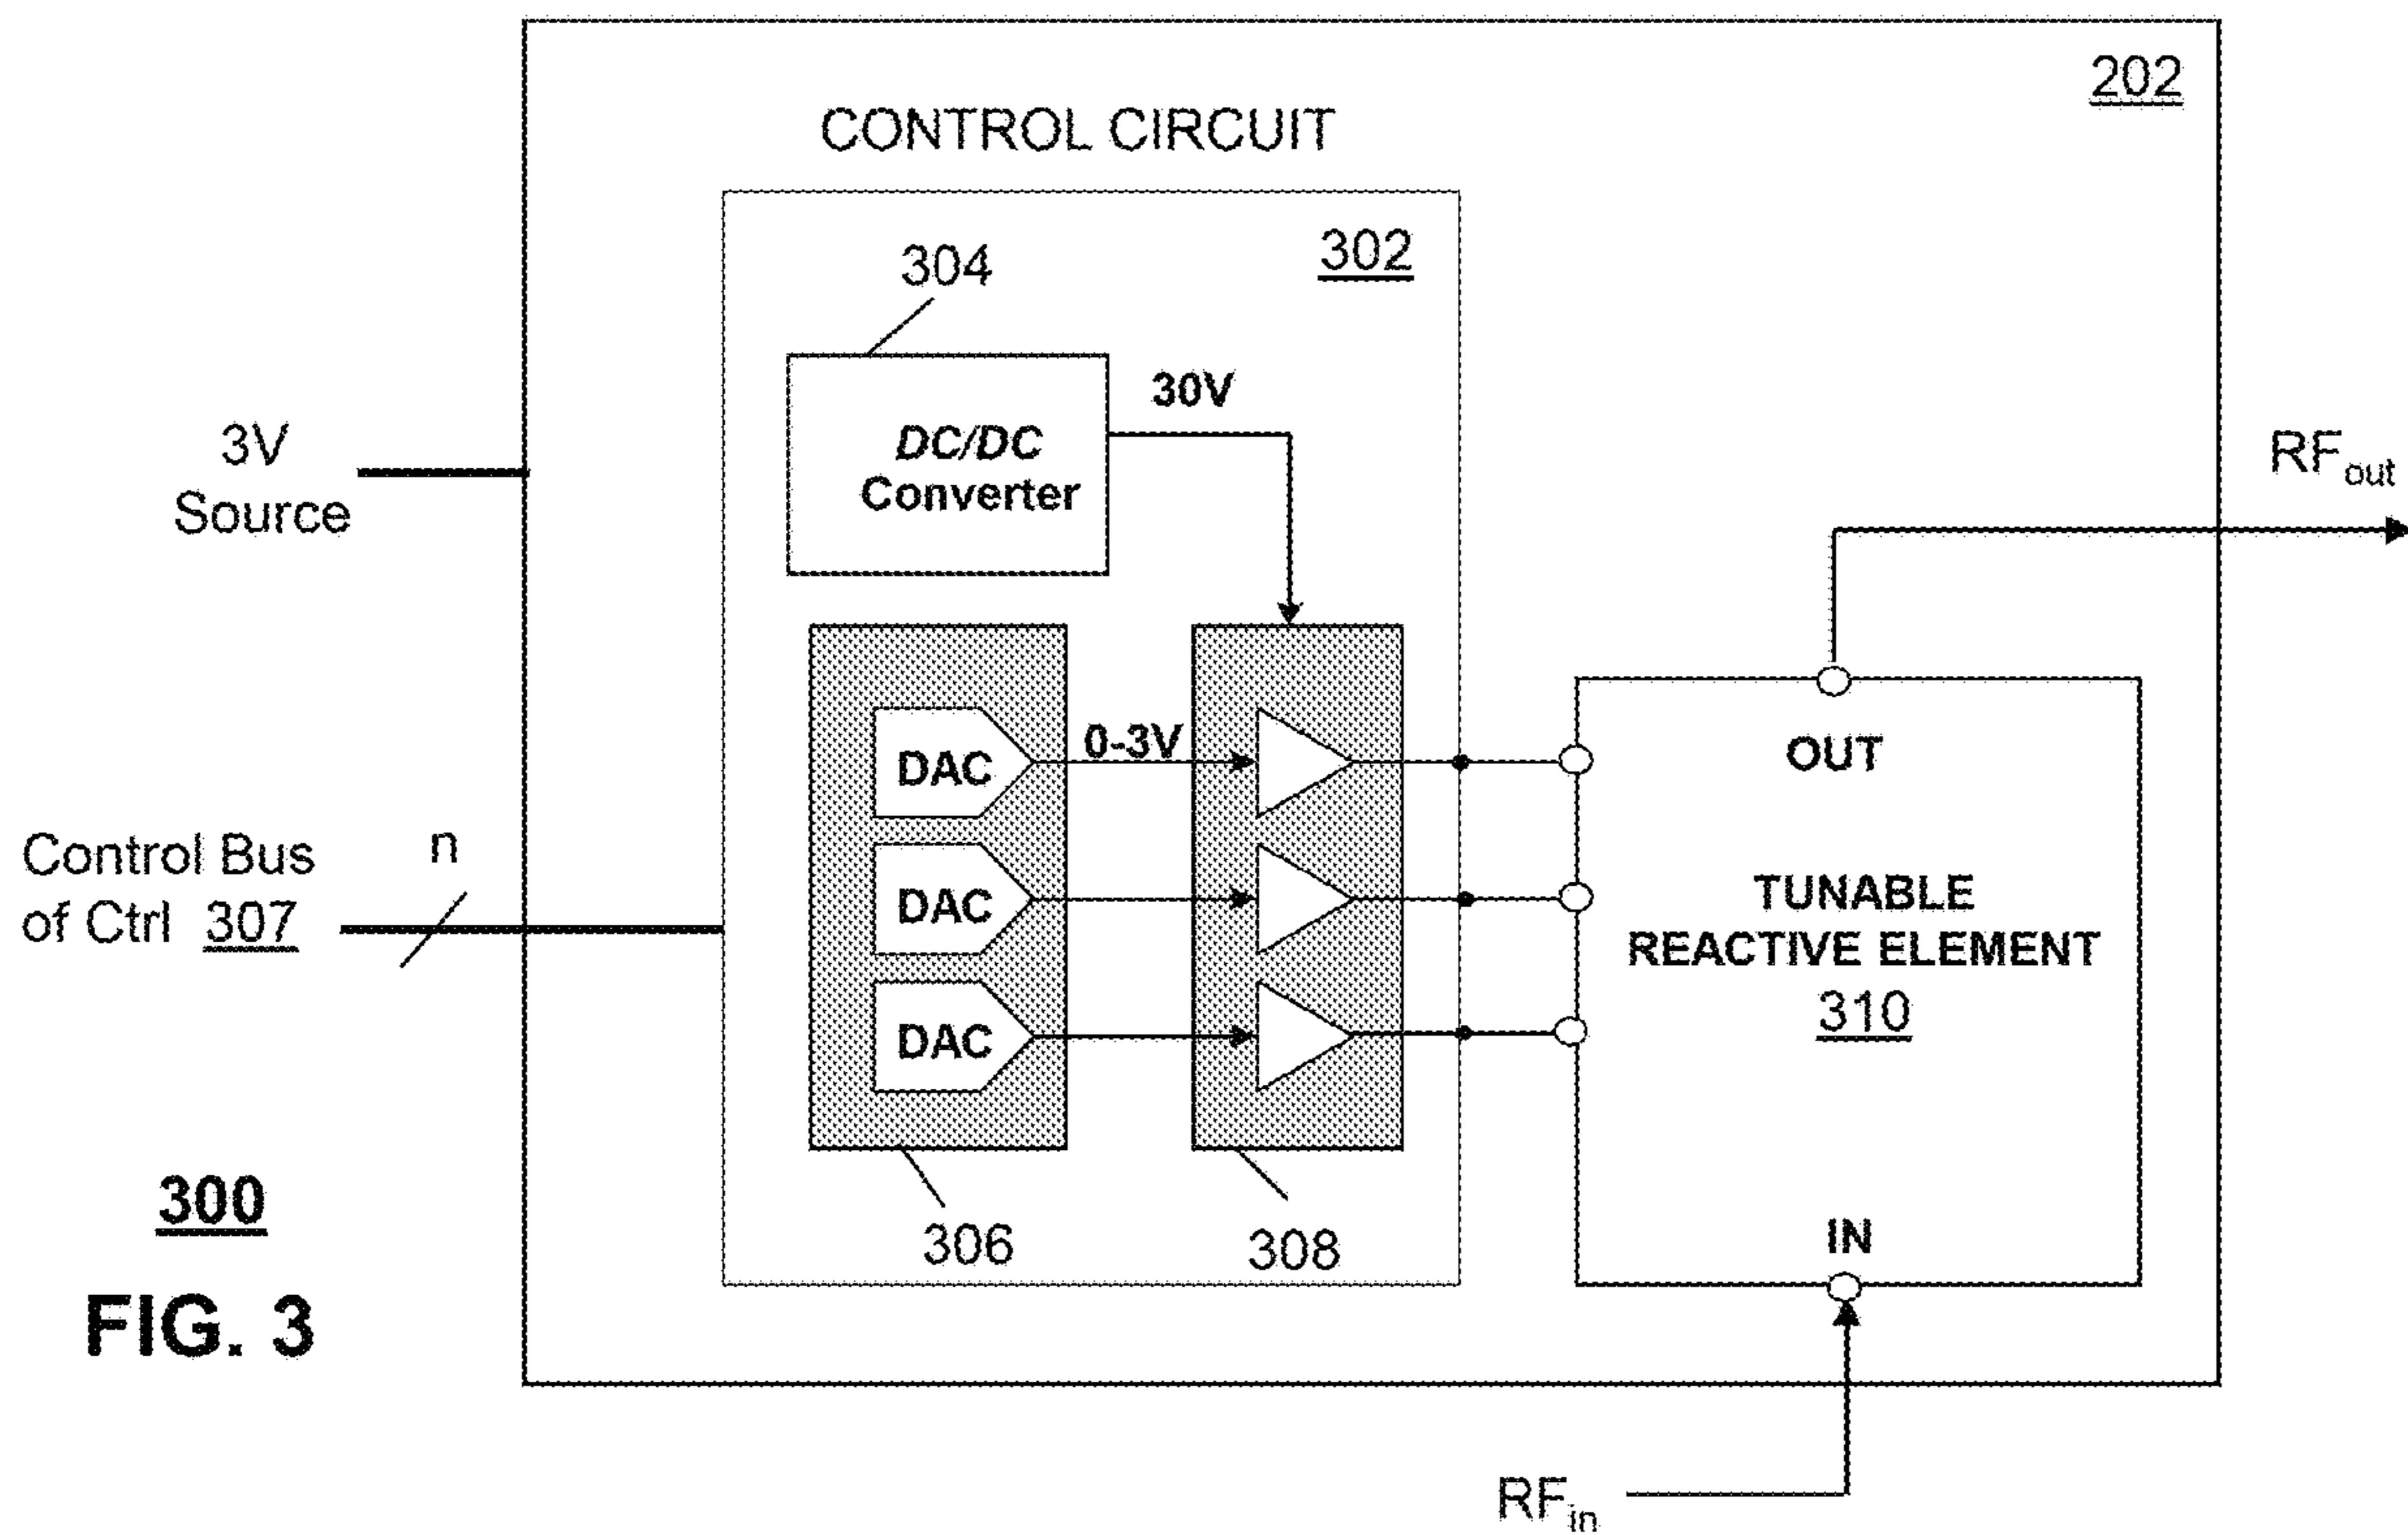 202
CONTROL CIRCUIT
302
304
30V
DC/DC
Converter
3V
Source
RFout
0-3V
DAC
DAC
DAC
OUT
TUNABLE
REACTIVE ELEMENT
310
IN
Control Bus
of Ctrl 307
n
306
308
300
FIG. 3
RFin